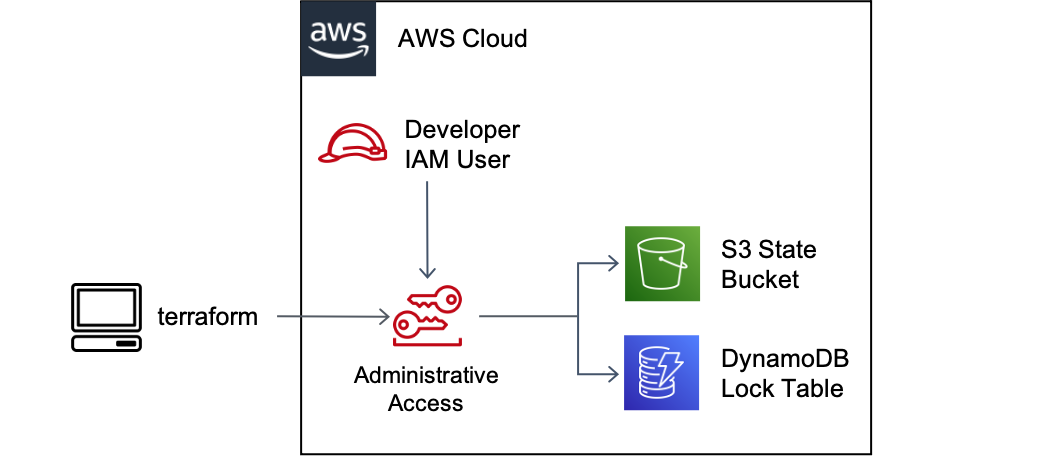 aws
AWS Cloud
Developer
IAM User
S3 State
Bucket
terraform
Administrative
Access
DynamoDB
Lock Table